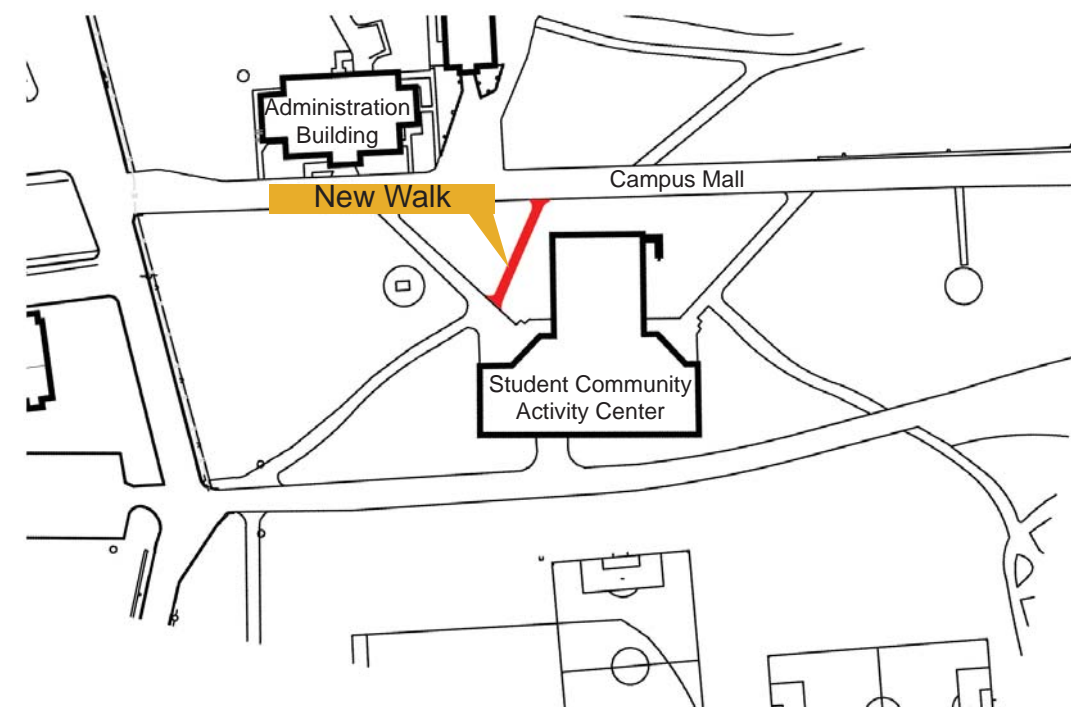 Administration
Building
Campus Mall
New Walk
Student Community
Activity Center